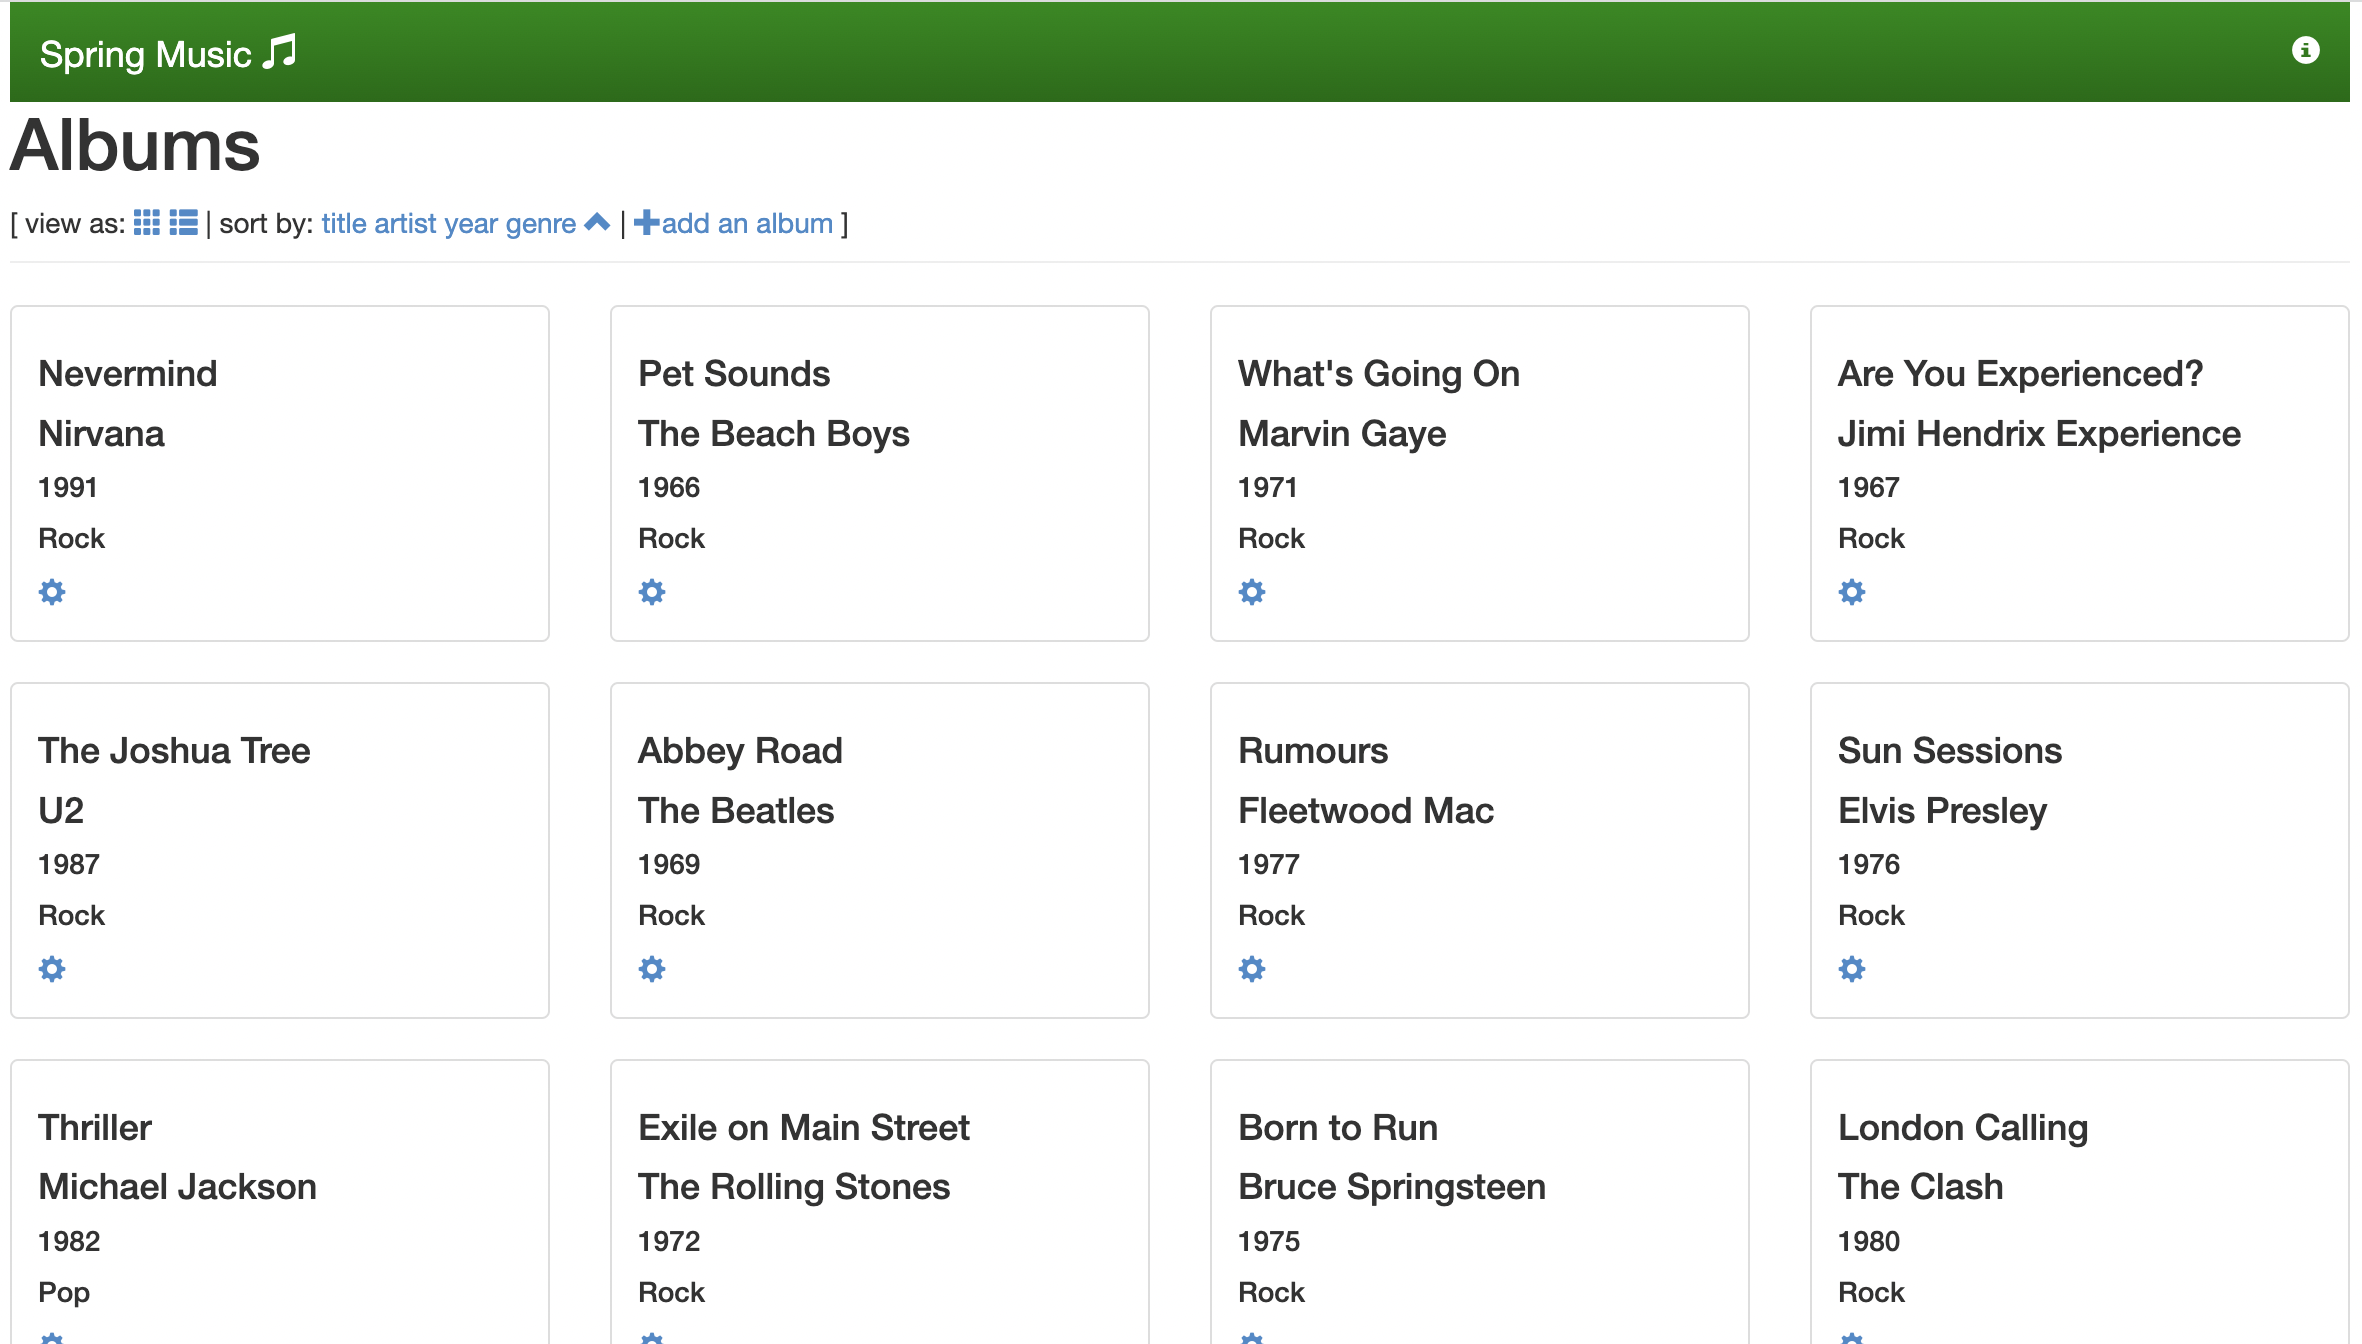 Spring Music
Albums
[ view as: | sort by: title artist year genre | add an album ]
Nevermind
Nirvana
1991
Rock
Pet Sounds
The Beach Boys
1966
Rock
What's Going On
Marvin Gaye
1971
Rock
Are You Experienced?
Jimi Hendrix Experience
1967
Rock
The Joshua Tree
U2
1987
Rock
Abbey Road
The Beatles
1969
Rock
Rumours
Fleetwood Mac
1977
Rock
Sun Sessions
Elvis Presley
1976
Rock
Thriller
Michael Jackson
1982
Pop
Exile on Main Street
The Rolling Stones
1972
Rock
Born to Run
Bruce Springsteen
1975
Rock
London Calling
The Clash
1980
Rock